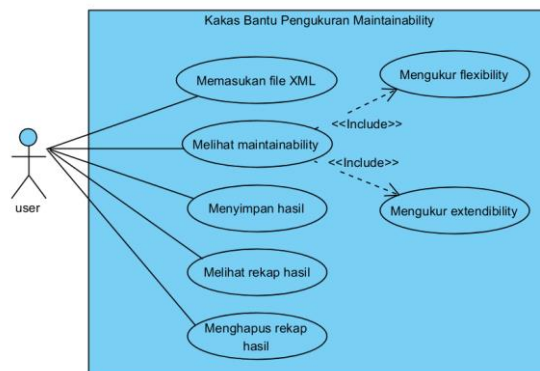 Kakas Bantu Pengukuran Maintainability
Memasukan file XML
Mengukur flexibility
<<Include>>
Melihat maintainability
<<Include>>
user
Menyimpan hasil
Mengukur extendibility
Melihat rekap hasil
Menghapus rekap
hasil